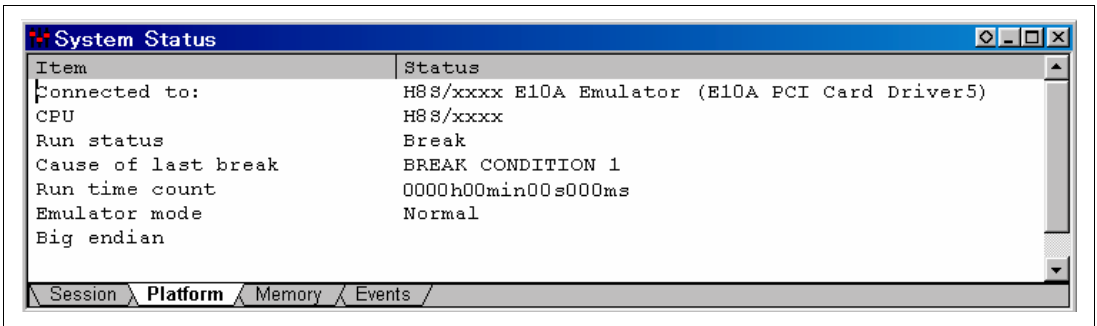 System Status
Item Status
Connected to: H8S/xxxx E10A Emulator (E10A PCI Card Driver5)
CPU H8S/xxxx
Run status Break
Cause of last break BREAK CONDITION 1
Run time count 0000h00min00s000ms
Emulator mode Normal
Big endian
Session Platform Memory Events